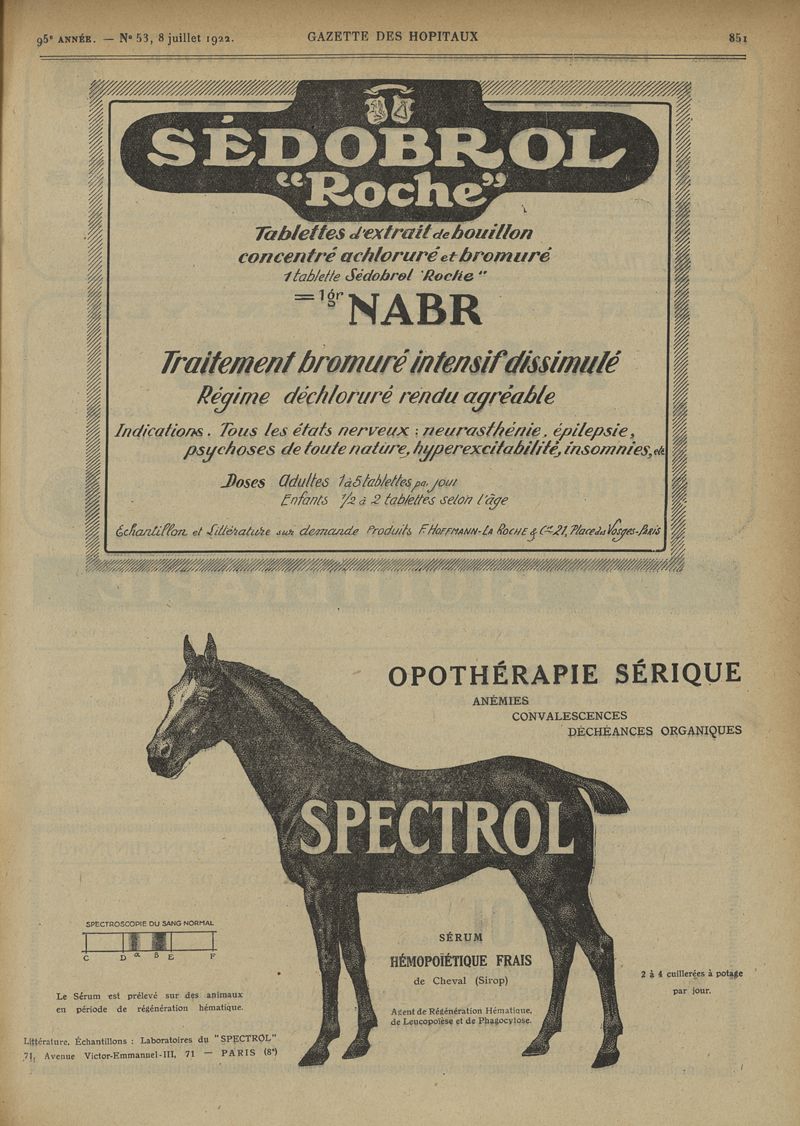 95e ANNÉE. — No 53, 8 juillet 1922.
GAZETTE DES HOPITAUX
851
SÉDOBROL
"Roche"
Tablettes d'extrait de bouillon
concentré achloruré et bromuré
1 tablette Sédobrol "Roche"
= 1gr NABR
Traitement bromuré intensif dissimulé
Régime déchloruré rendu agréable
Indications. Tous les états nerveux : neurasthénie, épilepsie,
psychoses de toute nature, hyperexcitabilité, insomnies, etc
Doses Adultes 1 à 5 tablettes par jour
Enfants 1/2 à 2 tablettes selon l'âge
Échantillon et Littérature sur demande Produits F. HOFFMANN-LA ROCHE & Cie 21, Place des Vosges-Paris
OPOTHÉRAPIE SÉRIQUE
ANÉMIES
CONVALESCENCES
DÉCHÉANCES ORGANIQUES
SPECTROL
SPECTROSCOPIE DU SANG NORMAL
C D α β E F
Le Sérum est prélevé sur des animaux
en période de régénération hématique.
Littérature. Échantillons : Laboratoires du "SPECTROL"
71, Avenue Victor-Emmanuel-III, 71 — PARIS (8e)
SÉRUM
HÉMOPOÏÉTIQUE FRAIS
de Cheval (Sirop)
Agent de Régénération Hématique,
de Leucopoïèse et de Phagocytose.
2 à 4 cuillerées à potage
par jour.